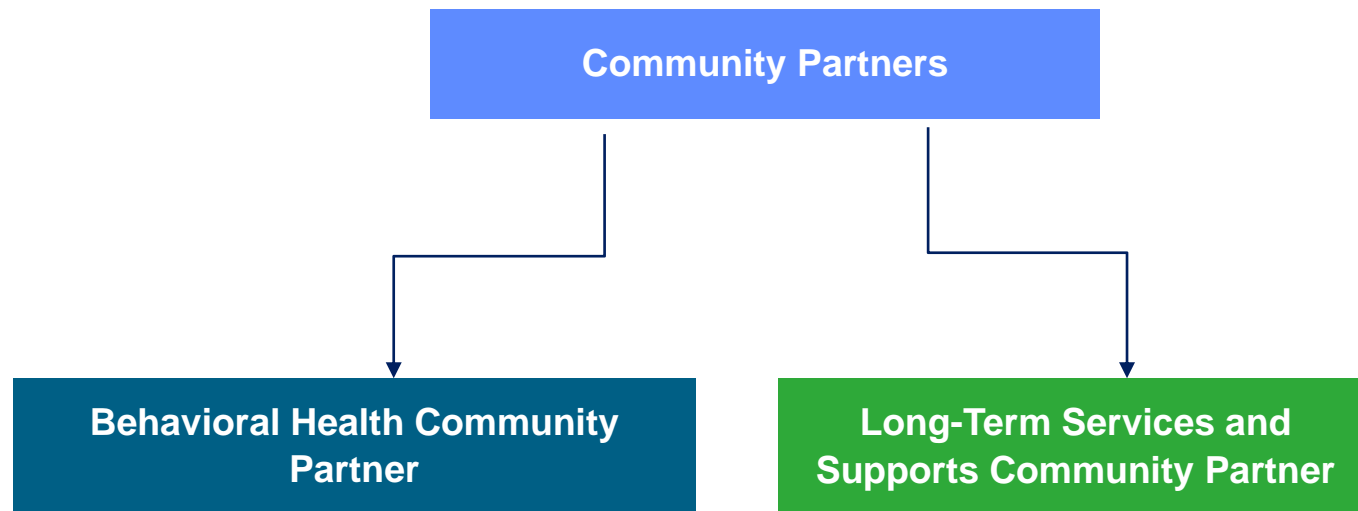 Community Partners
Behavioral Health Community
Partner
Long-Term Services and
Supports Community Partner